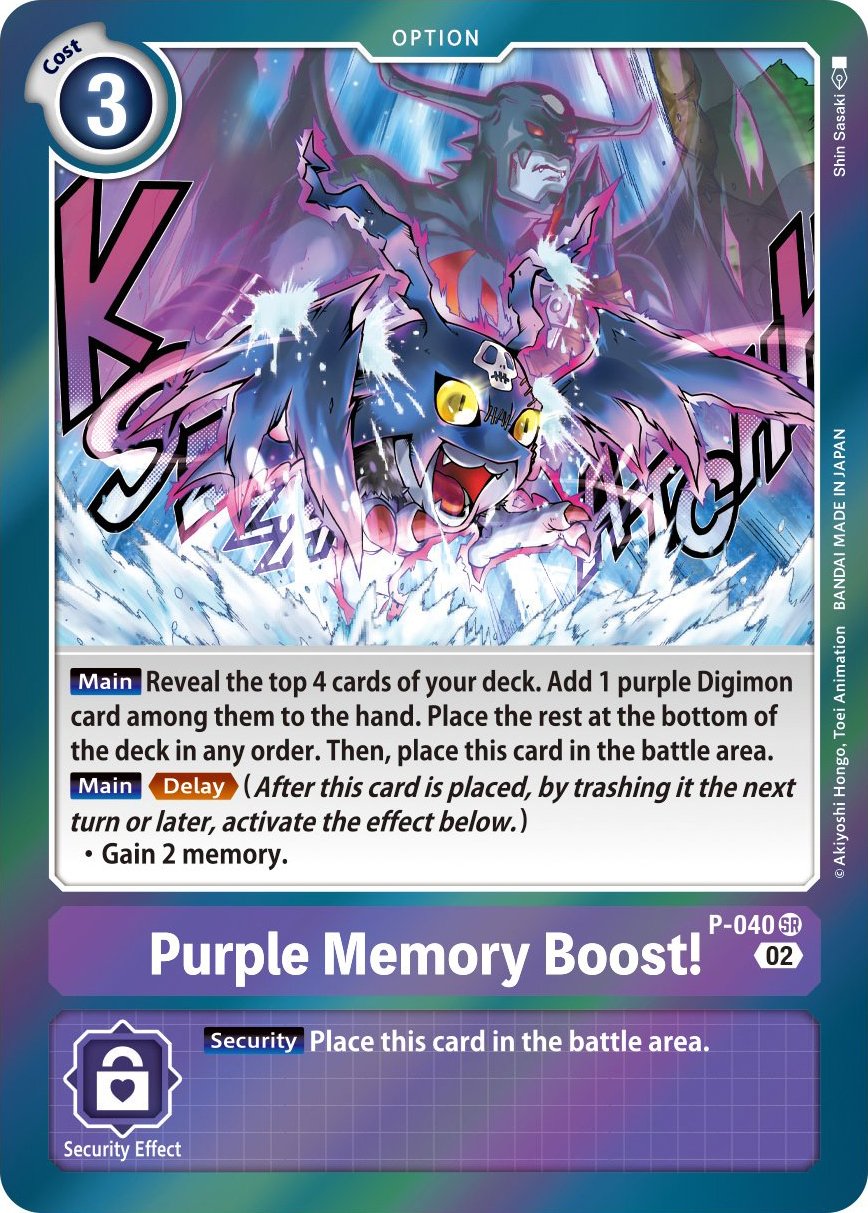 OPTION
Cost
3
Shin Sasaki
Main Reveal the top 4 cards of your deck. Add 1 purple Digimon
card among them to the hand. Place the rest at the bottom of
the deck in any order. Then, place this card in the battle area.
Main Delay (After this card is placed, by trashing it the next
turn or later, activate the effect below.)
・Gain 2 memory.
©Akiyoshi Hongo, Toei Animation BANDAI MADE IN JAPAN
P-040 SR
Purple Memory Boost!
02
Security Place this card in the battle area.
Security Effect